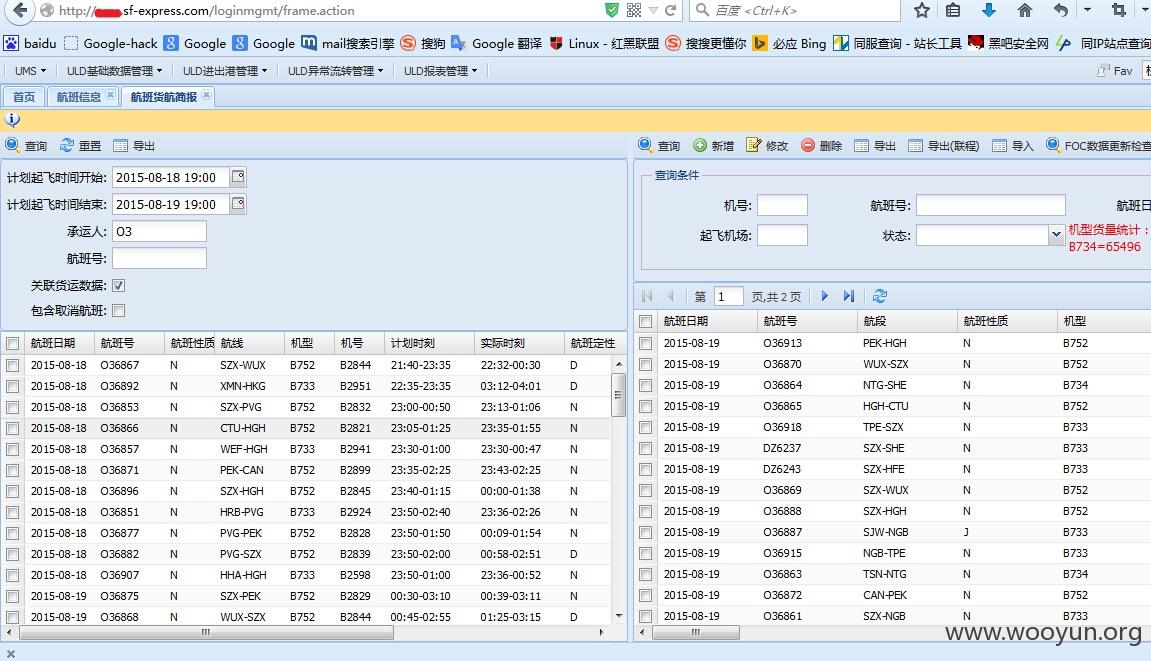 http:// .sf-express.com/loginmgmt/frame.action
百度 <Ctrl+K>
baidu Google-hack Google Google mail搜索引擎 搜狗 Google 翻译 Linux - 红黑联盟 搜搜更懂你 必应 Bing 同服查询 - 站长工具 黑吧安全网 同IP站点查询
UMS ULD基础数据管理 ULD进出港管理 ULD异常流转管理 ULD报表管理 Fav
首页 航班信息 航班货航简报
查询 重置 导出
查询 新增 修改 删除 导出 导出(联程) 导入 FOC数据更新检查
计划起飞时间开始: 2015-08-18 19:00
计划起飞时间结束: 2015-08-19 19:00
承运人: O3
航班号:
关联货运数据:
包含取消航班:
查询条件
机号: 航班号: 航班日
起飞机场: 状态: 机型货量统计：
B734=65496
第 1 页,共 2 页
航班日期 航班号 航班性质 航线 机型 机号 计划时刻 实际时刻 航班定性
2015-08-18 O36867 N SZX-WUX B752 B2844 21:40-23:35 22:32-00:30 D
2015-08-18 O36892 N XMN-HKG B733 B2951 22:35-23:35 03:12-04:01 D
2015-08-18 O36853 N SZX-PVG B752 B2832 23:00-00:50 23:13-01:06 N
2015-08-18 O36866 N CTU-HGH B752 B2821 23:05-01:25 23:35-01:55 N
2015-08-18 O36857 N WEF-HGH B733 B2941 23:30-01:00 23:30-00:47 N
2015-08-18 O36871 N PEK-CAN B752 B2899 23:35-02:25 23:43-02:25 N
2015-08-18 O36896 N SZX-HGH B752 B2845 23:40-01:15 00:00-01:38 N
2015-08-18 O36851 N HRB-PVG B733 B2924 23:50-02:40 23:36-02:26 N
2015-08-18 O36877 N PVG-PEK B752 B2828 23:50-01:50 00:09-01:54 N
2015-08-18 O36882 N PVG-SZX B752 B2839 23:50-02:00 00:58-02:51 D
2015-08-18 O36907 N HHA-HGH B733 B2598 23:50-01:00 23:36-00:52 N
2015-08-19 O36875 N SZX-PEK B752 B2829 00:30-03:10 00:39-03:11 N
2015-08-19 O36868 N WUX-SZX B752 B2844 00:45-02:55 01:25-03:15 D
航班日期 航班号 航段 航班性质 机型
2015-08-19 O36913 PEK-HGH N B752
2015-08-19 O36870 WUX-SZX N B752
2015-08-19 O36864 NTG-SHE N B734
2015-08-19 O36865 HGH-CTU N B752
2015-08-19 O36918 TPE-SZX N B733
2015-08-19 DZ6237 SZX-SHE N B733
2015-08-19 DZ6243 SZX-HFE N B733
2015-08-19 O36869 SZX-WUX N B752
2015-08-19 O36888 SZX-HGH N B752
2015-08-19 O36887 SJW-NGB J B733
2015-08-19 O36915 NGB-TPE N B733
2015-08-19 O36863 TSN-NTG N B734
2015-08-19 O36872 CAN-PEK N B752
2015-08-19 O36861 SZX-NGB N B733
www.wooyun.org